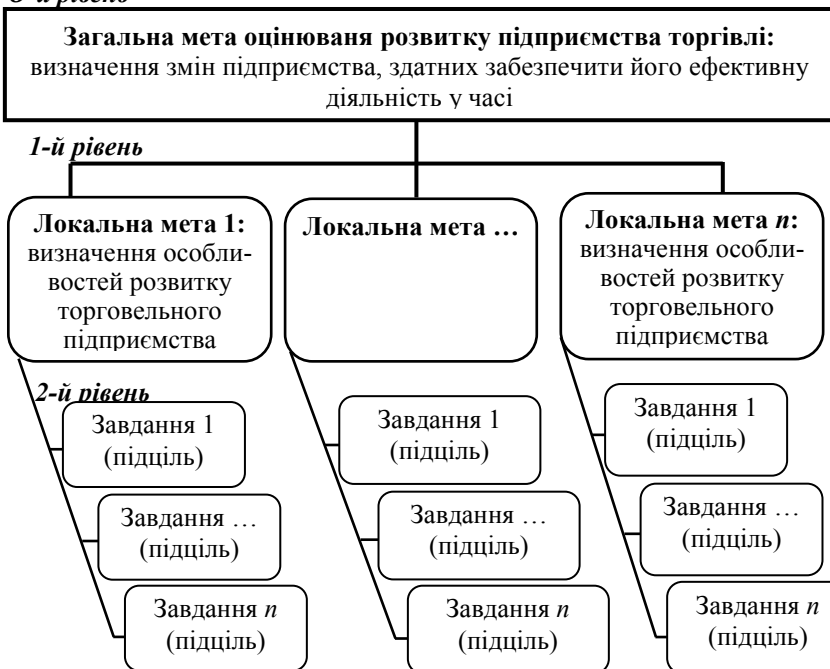 Загальна мета оцінюваня розвитку підприємства торгівлі:
визначення змін підприємства, здатних забезпечити його ефективну
діяльність у часі
1-й рівень
Локальна мета 1:
визначення особли-
востей розвитку
торговельного
підприємства
Локальна мета …
Локальна мета n:
визначення особли-
востей розвитку
торговельного
підприємства
2-й рівень
Завдання 1
(підціль)
Завдання …
(підціль)
Завдання n
(підціль)
Завдання 1
(підціль)
Завдання …
(підціль)
Завдання n
(підціль)
Завдання 1
(підціль)
Завдання …
(підціль)
Завдання n
(підціль)